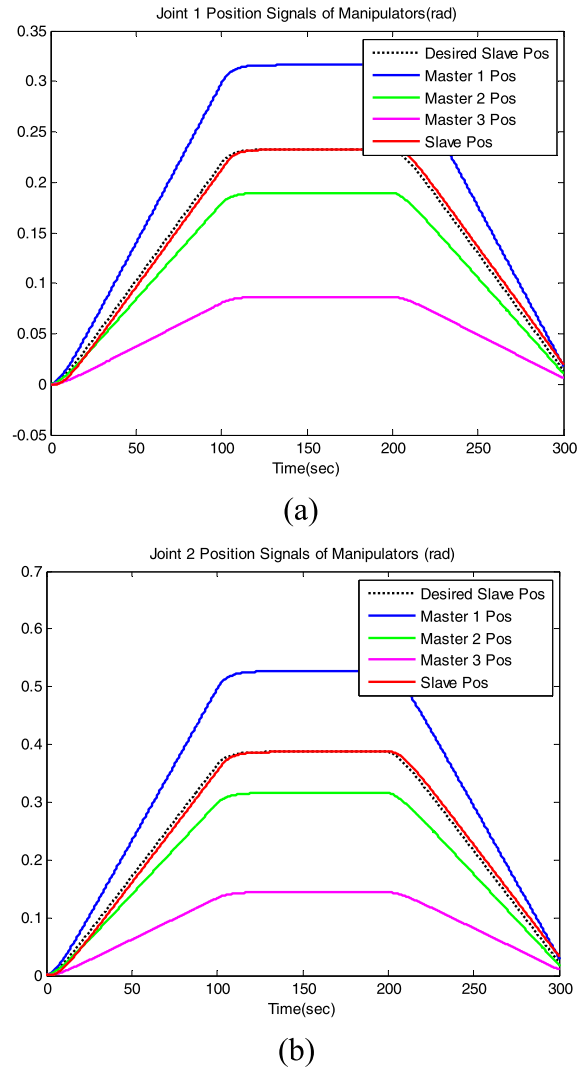 Joint 1 Position Signals of Manipulators(rad)
0.35
0.3
0.25
0.2
0.15
0.1
0.05
0
-0.05
Desired Slave Pos
Master 1 Pos
Master 2 Pos
Master 3 Pos
Slave Pos
0 50 100 150 200 250 300
Time(sec)
(a)
Joint 2 Position Signals of Manipulators (rad)
0.7
0.6
0.5
0.4
0.3
0.2
0.1
0
Desired Slave Pos
Master 1 Pos
Master 2 Pos
Master 3 Pos
Slave Pos
0 50 100 150 200 250 300
Time(sec)
(b)